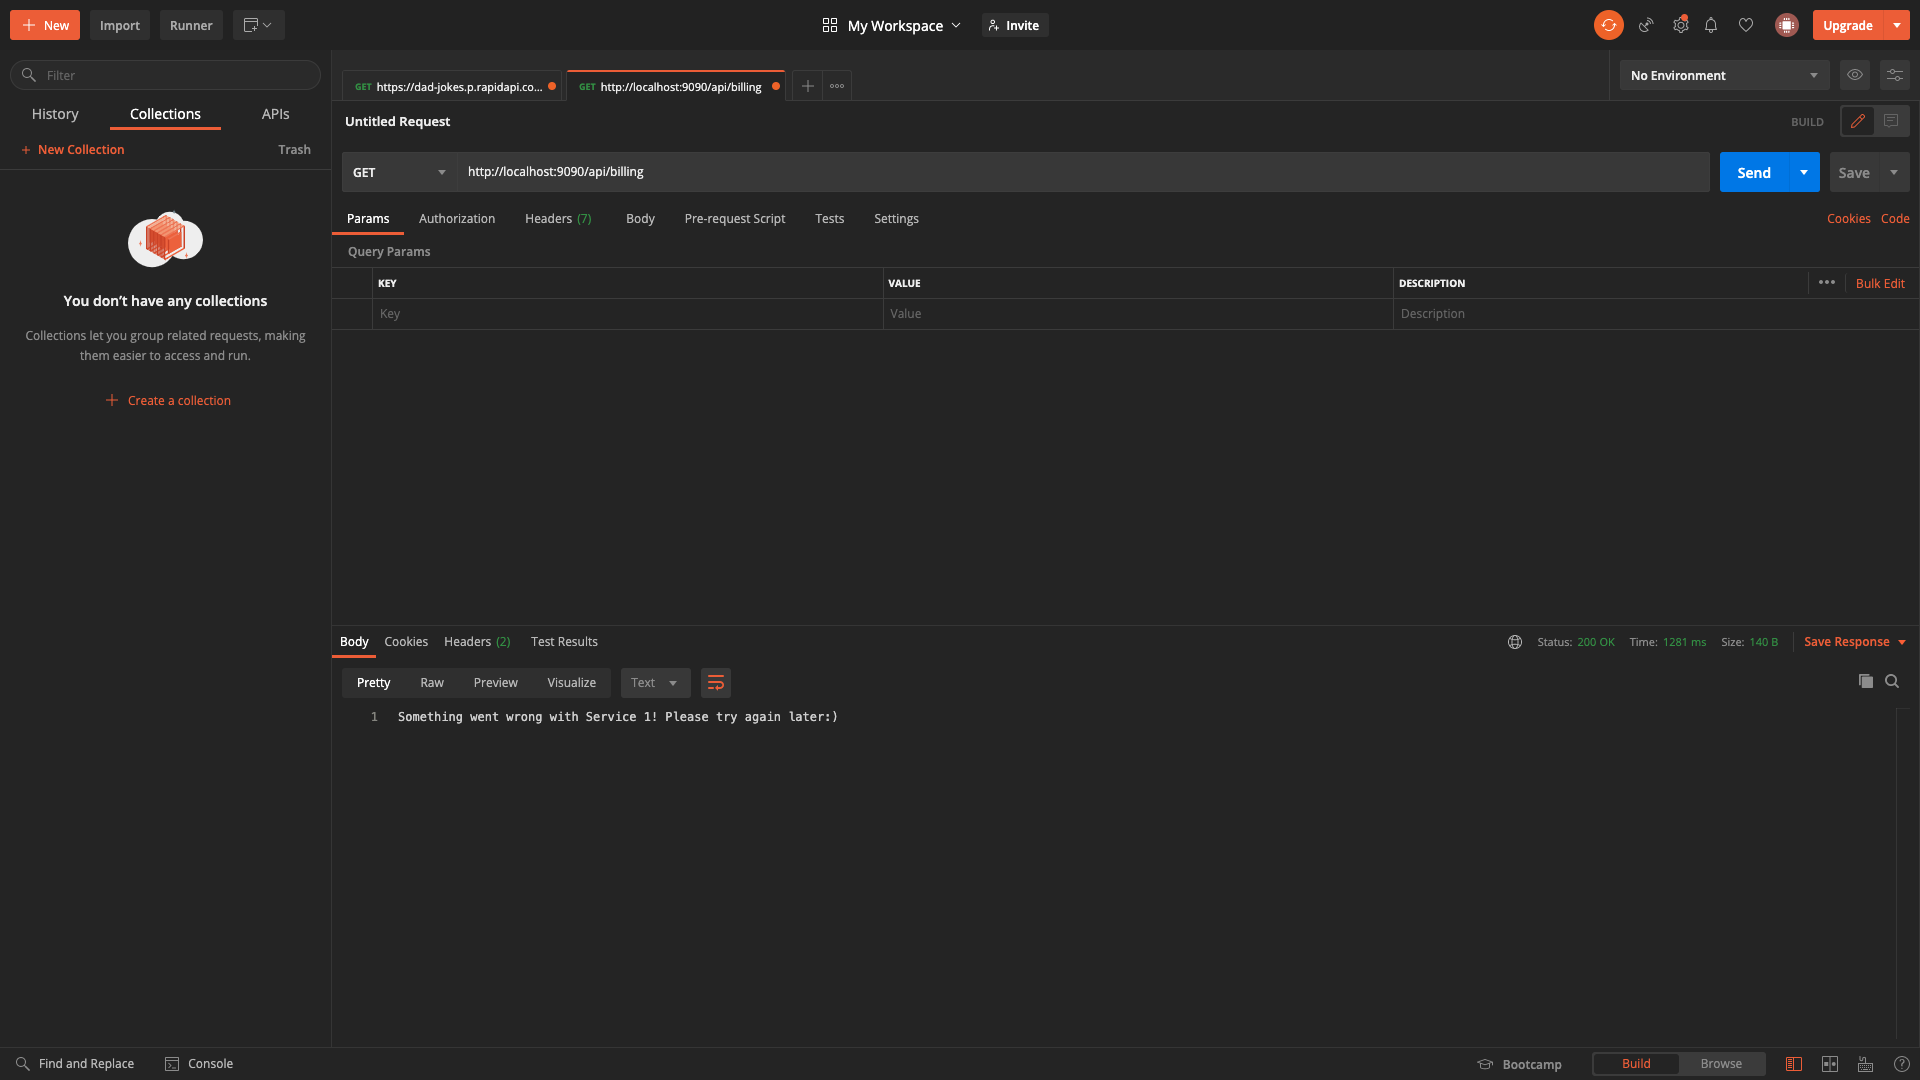 New
Import
Runner
My Workspace
Invite
Upgrade
Filter
History
Collections
APIs
New Collection
Trash
You don’t have any collections
Collections let you group related requests, making
them easier to access and run.
Create a collection
GET https://dad-jokes.p.rapidapi.co...
GET http://localhost:9090/api/billing
No Environment
Untitled Request
BUILD
GET
http://localhost:9090/api/billing
Send
Save
Params
Authorization
Headers (7)
Body
Pre-request Script
Tests
Settings
Cookies
Code
Query Params
KEY
VALUE
DESCRIPTION
Bulk Edit
Key
Value
Description
Body
Cookies
Headers (2)
Test Results
Status: 200 OK
Time: 1281 ms
Size: 140 B
Save Response
Pretty
Raw
Preview
Visualize
Text
1 Something went wrong with Service 1! Please try again later:)
Find and Replace
Console
Bootcamp
Build
Browse